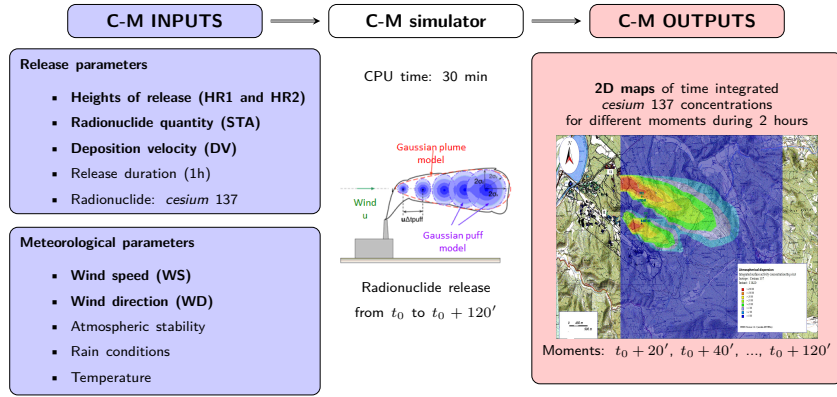 C-M INPUTS
C-M simulator
C-M OUTPUTS
Release parameters
Heights of release (HR1 and HR2)
Radionuclide quantity (STA)
Deposition velocity (DV)
Release duration (1h)
Radionuclide: cesium 137
Meteorological parameters
Wind speed (WS)
Wind direction (WD)
Atmospheric stability
Rain conditions
Temperature
CPU time: 30 min
Gaussian plume
model
Wind
u
uΔtpuff
Gaussian puff
model
Radionuclide release
from t₀ to t₀ + 120′
2D maps of time integrated
cesium 137 concentrations
for different moments during 2 hours
Moments: t₀ + 20′, t₀ + 40′, ..., t₀ + 120′